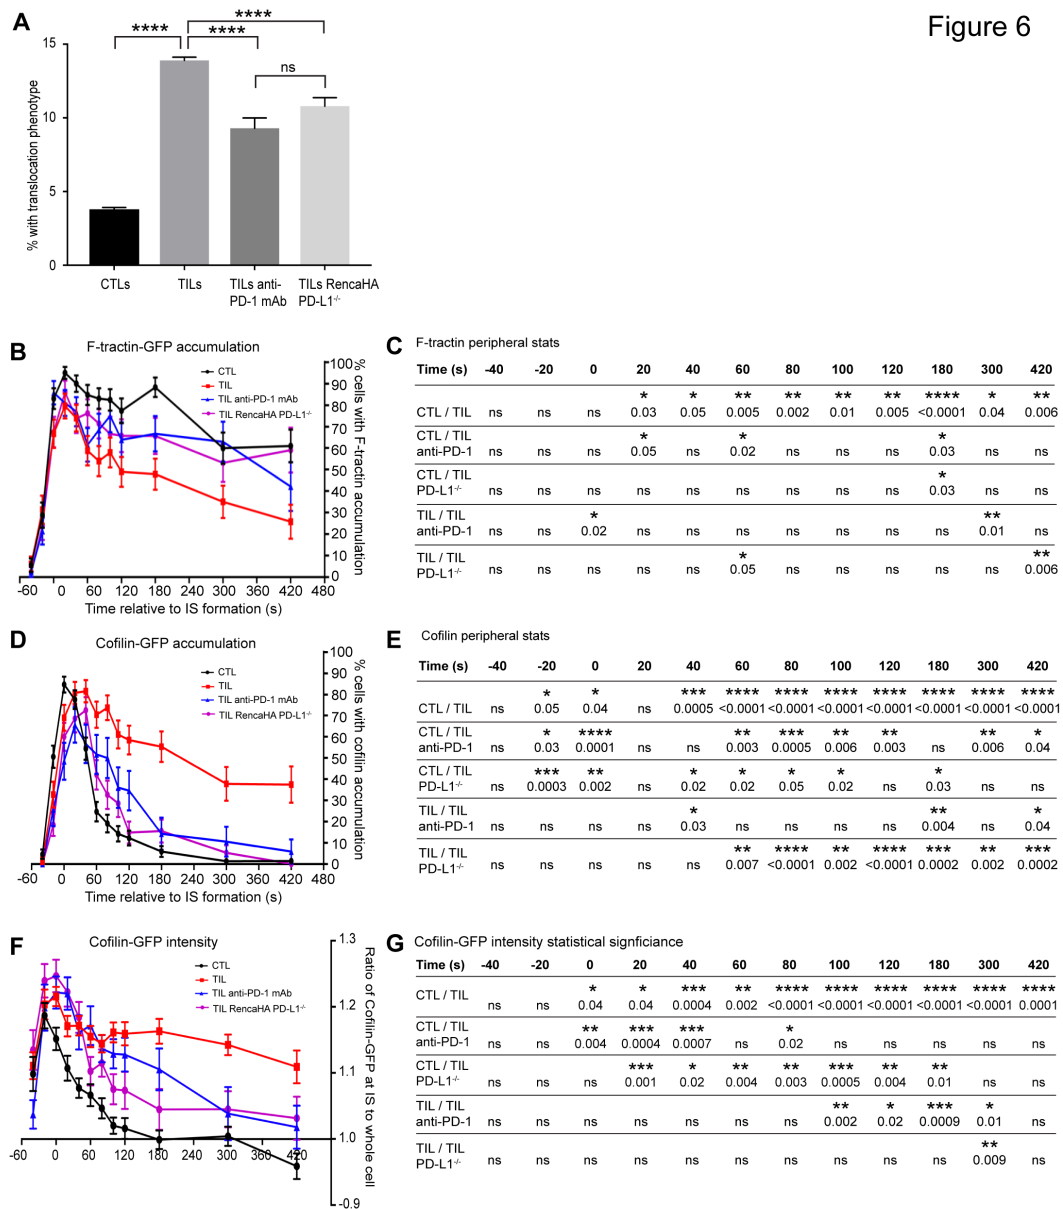 Figure 6
A
****
****
****
ns
15
10
5
0
% with translocation phenotype
CTLs
TILs
TILs anti-
PD-1 mAb
TILs RencaHA
PD-L1-/-
B
F-tractin-GFP accumulation
CTL
TIL
TIL anti-PD-1 mAb
TIL RencaHA PD-L1-/-
100
90
80
70
60
50
40
30
20
10
0
% cells with F-tractin accumulation
-60 0 60 120 180 240 300 360 420 480
Time relative to IS formation (s)
C
F-tractin peripheral stats
Time (s) -40 -20 0 20 40 60 80 100 120 180 300 420
* * ** ** ** ** **** * **
CTL / TIL ns ns ns 0.03 0.05 0.005 0.002 0.01 0.005 <0.0001 0.04 0.006
CTL / TIL * * *
anti-PD-1 ns ns ns 0.05 ns 0.02 ns ns ns 0.03 ns ns
CTL / TIL *
PD-L1-/- ns ns ns ns ns ns ns ns ns 0.03 ns ns
TIL / TIL * **
anti-PD-1 ns ns 0.02 ns ns ns ns ns ns ns 0.01 ns
TIL / TIL * **
PD-L1-/- ns ns ns ns ns 0.05 ns ns ns ns ns 0.006
D
Cofilin-GFP accumulation
CTL
TIL
TIL anti-PD-1 mAb
TIL RencaHA PD-L1-/-
100
90
80
70
60
50
40
30
20
10
0
% cells with cofilin accumulation
-60 0 60 120 180 240 300 360 420 480
Time relative to IS formation (s)
E
Cofilin peripheral stats
Time (s) -40 -20 0 20 40 60 80 100 120 180 300 420
* * *** **** **** **** **** **** **** ****
CTL / TIL ns 0.05 0.04 ns 0.0005 <0.0001 <0.0001 <0.0001 <0.0001 <0.0001 <0.0001 <0.0001
CTL / TIL * **** ** *** ** ** ** *
anti-PD-1 ns 0.03 0.0001 ns ns 0.003 0.0005 0.006 0.003 ns 0.006 0.04
CTL / TIL *** ** * * * * *
PD-L1-/- ns 0.0003 0.002 ns 0.02 0.02 0.05 0.02 ns 0.03 ns ns
TIL / TIL * ** *
anti-PD-1 ns ns ns ns 0.03 ns ns ns ns 0.004 ns 0.04
TIL / TIL ** **** ** **** *** ** ***
PD-L1-/- ns ns ns ns ns 0.007 <0.0001 0.002 <0.0001 0.0002 0.002 0.0002
F
Cofilin-GFP intensity
CTL
TIL
TIL anti-PD-1 mAb
TIL RencaHA PD-L1-/-
1.3
1.2
1.1
1.0
-0.9
Ratio of Cofilin-GFP at IS to whole cell
-60 0 60 120 180 240 300 360 420
G
Cofilin-GFP intensity statistical signficiance
Time (s) -40 -20 0 20 40 60 80 100 120 180 300 420
* * *** ** **** **** **** **** **** ****
CTL / TIL ns ns 0.04 0.04 0.0004 0.002 <0.0001 <0.0001 <0.0001 <0.0001 <0.0001 0.0001
CTL / TIL ** *** *** *
anti-PD-1 ns ns 0.004 0.0004 0.0007 ns 0.02 ns ns ns ns ns
CTL / TIL *** * ** ** *** ** **
PD-L1-/- ns ns ns 0.001 0.02 0.004 0.003 0.0005 0.004 0.01 ns ns
TIL / TIL ** * *** *
anti-PD-1 ns ns ns ns ns ns ns 0.002 0.02 0.0009 0.01 ns
TIL / TIL **
PD-L1-/- ns ns ns ns ns ns ns ns ns ns 0.009 ns